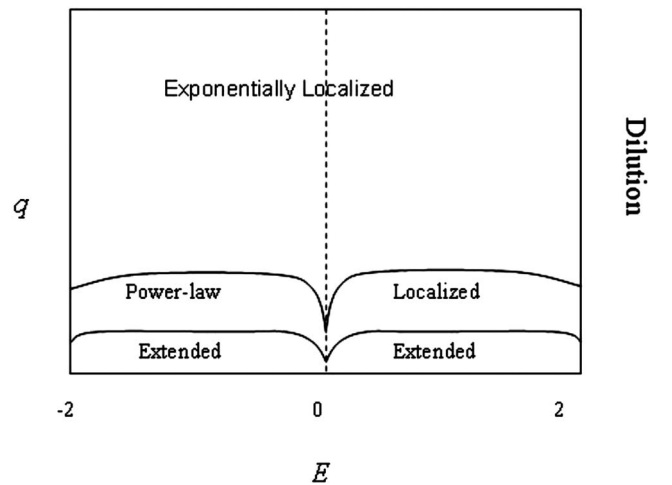 Exponentially Localized
Dilution
q
Power-law
Localized
Extended
Extended
-2
0
2
E